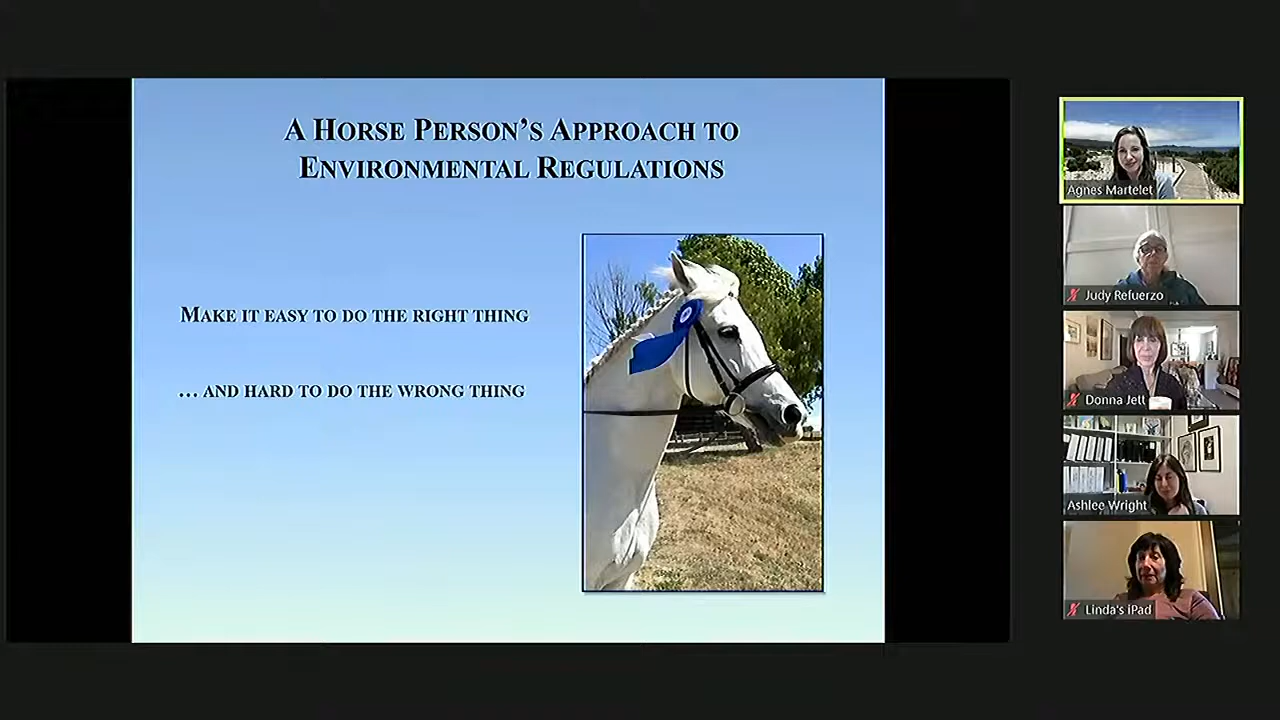 A HORSE PERSON'S APPROACH TO
ENVIRONMENTAL REGULATIONS
MAKE IT EASY TO DO THE RIGHT THING
... AND HARD TO DO THE WRONG THING
Agnes Martelet
Judy Refuerzo
Donna Jett
Ashlee Wright
Linda's iPad